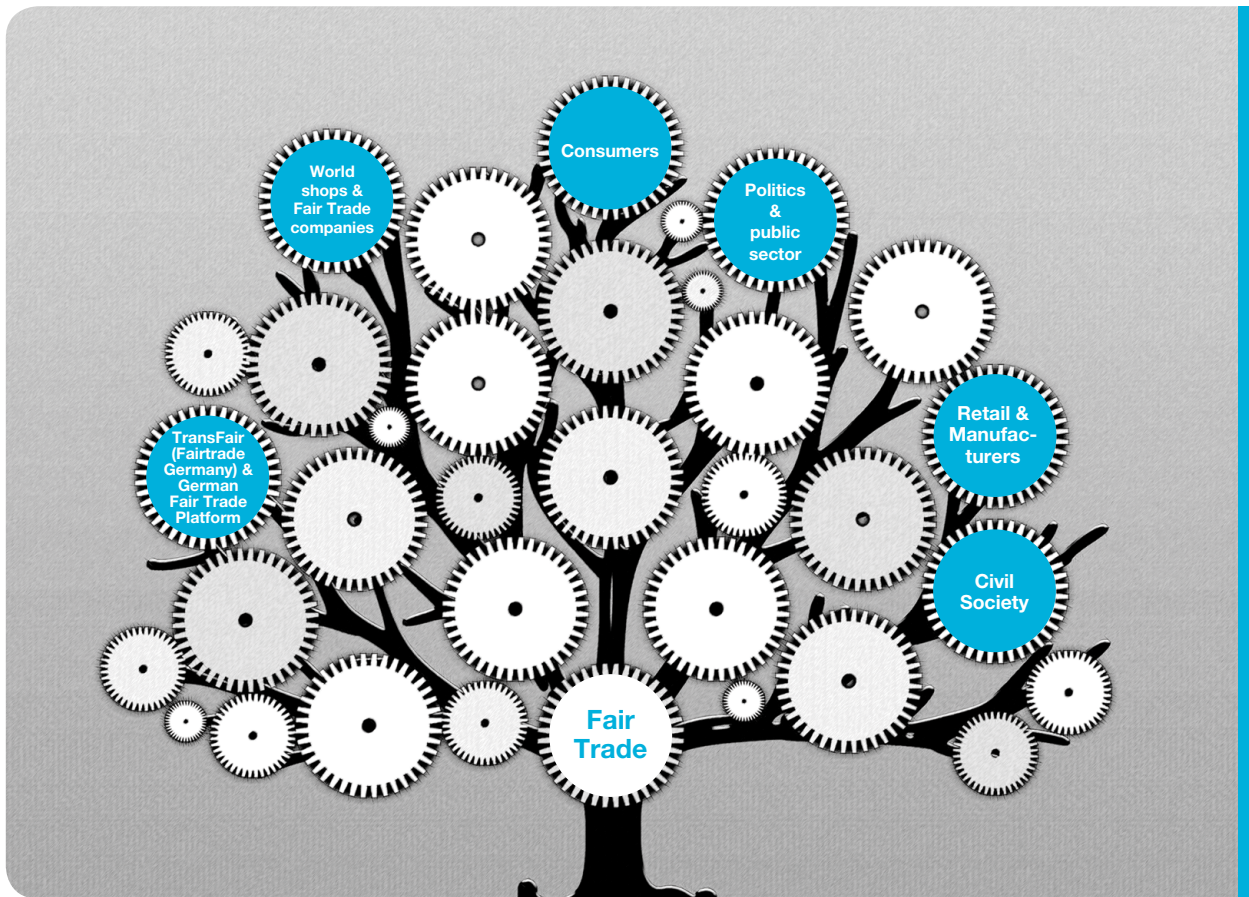 Consumers
World
shops &
Fair Trade
companies
Politics
&
public
sector
Retail &
Manufac-
turers
TransFair
(Fairtrade
Germany) &
German
Fair Trade
Platform
Civil
Society
Fair
Trade